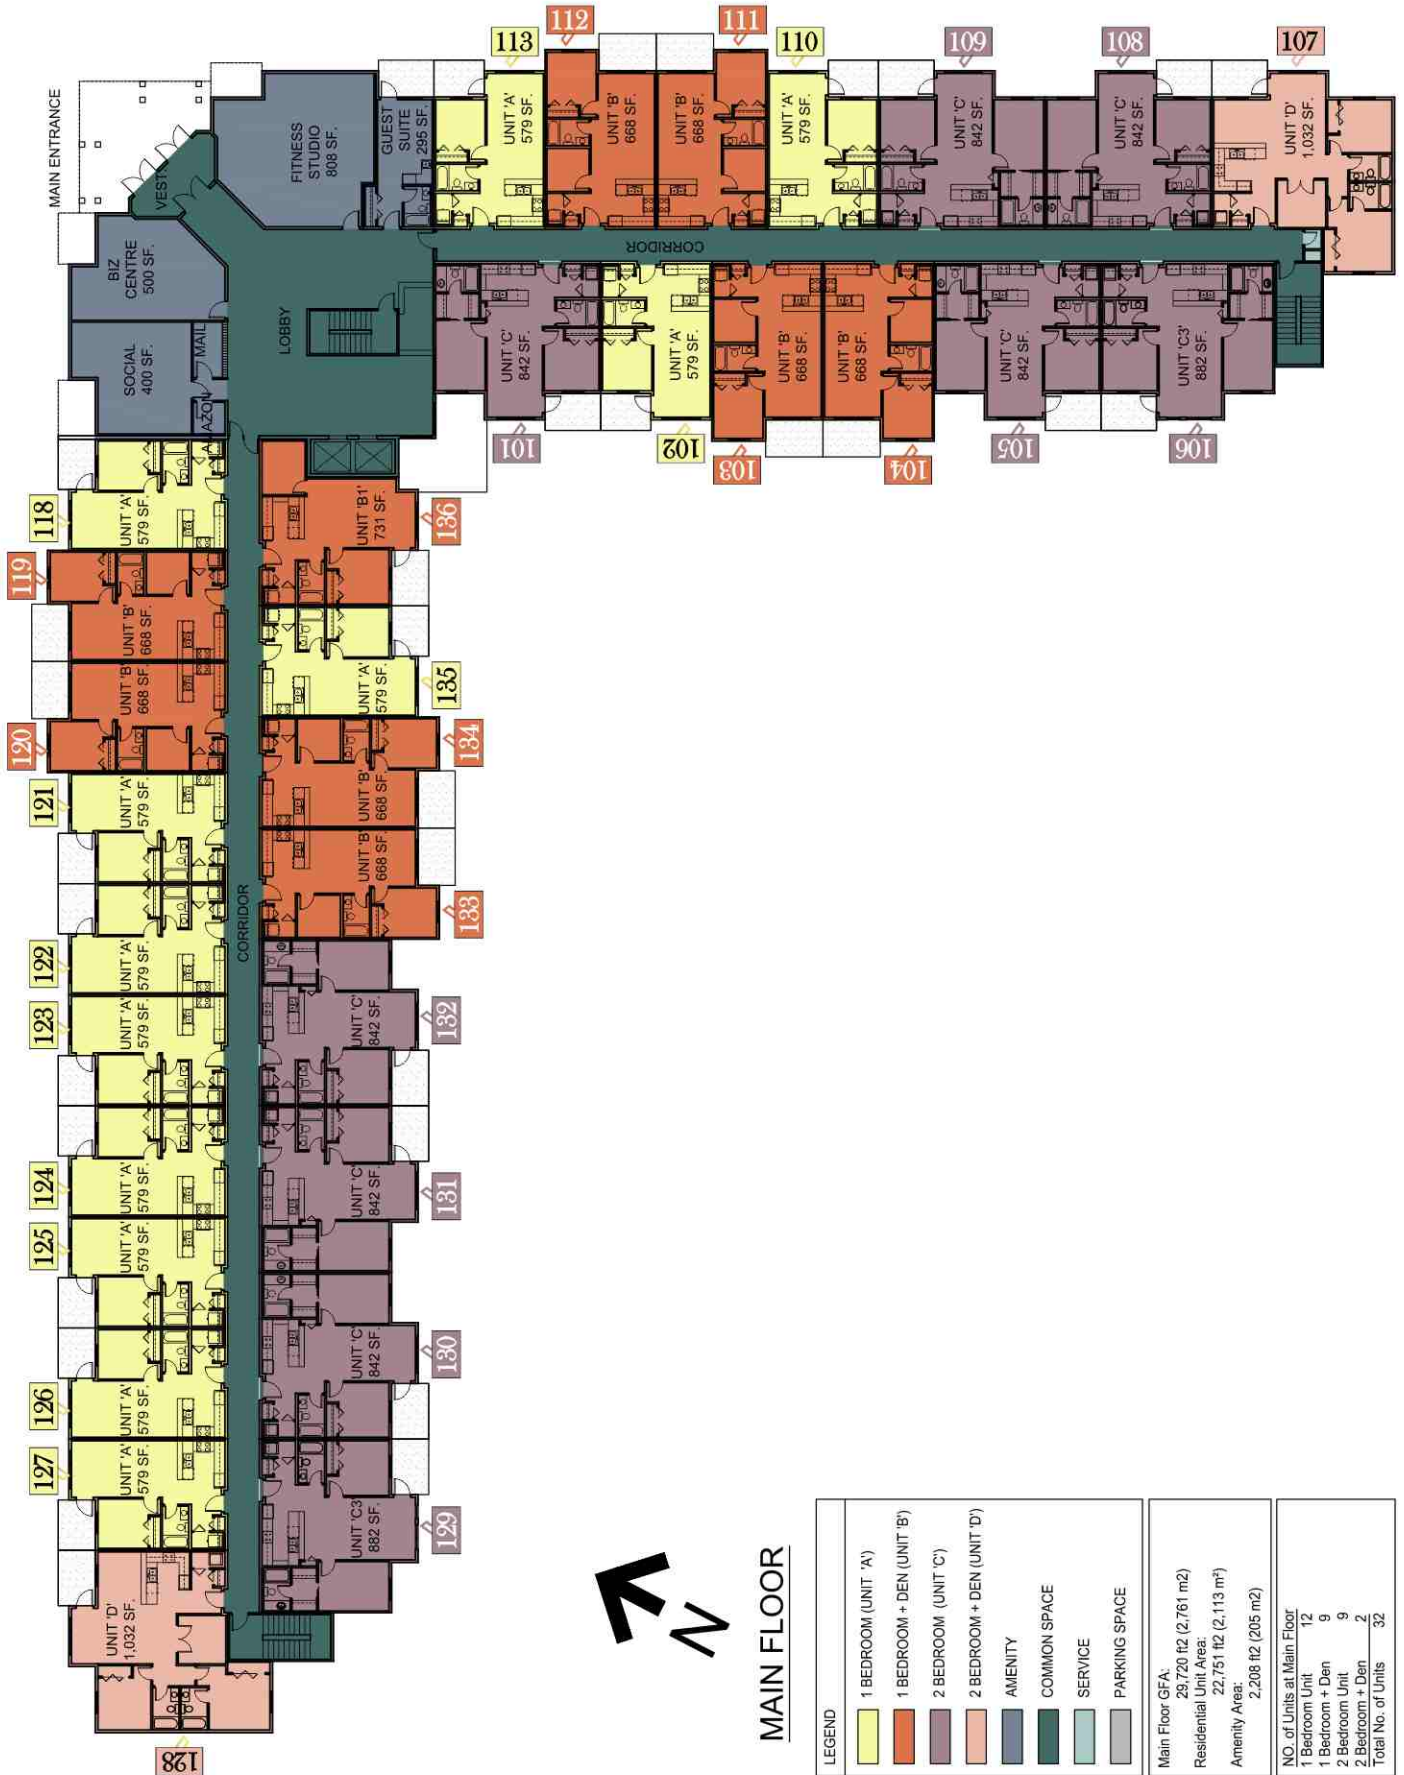 MAIN ENTRANCE
VEST.
FITNESS
STUDIO
808 SF.
GUEST
SUITE
295 SF.
BIZ
CENTRE
500 SF.
SOCIAL
400 SF.
MAIL
LOBBY
CORRIDOR
113
UNIT 'A'
579 SF.
112
UNIT 'B'
668 SF.
111
UNIT 'B'
668 SF.
110
UNIT 'A'
579 SF.
109
UNIT 'C'
842 SF.
108
UNIT 'C'
842 SF.
107
UNIT 'D'
1,032 SF.
101
UNIT 'C'
842 SF.
102
UNIT 'A'
579 SF.
103
UNIT 'B'
668 SF.
104
UNIT 'B'
668 SF.
105
UNIT 'C'
842 SF.
106
UNIT 'C3'
882 SF.
118
UNIT 'A'
579 SF.
119
UNIT 'B'
668 SF.
120
UNIT 'B'
668 SF.
121
UNIT 'A'
579 SF.
122
UNIT 'A'
579 SF.
123
UNIT 'A'
579 SF.
124
UNIT 'A'
579 SF.
125
UNIT 'A'
579 SF.
126
UNIT 'A'
579 SF.
127
UNIT 'A'
579 SF.
128
UNIT 'D'
1,032 SF.
CORRIDOR
136
UNIT 'B1'
731 SF.
135
UNIT 'A'
579 SF.
134
UNIT 'B'
668 SF.
133
UNIT 'B'
668 SF.
132
UNIT 'C'
842 SF.
131
UNIT 'C'
842 SF.
130
UNIT 'C'
842 SF.
129
UNIT 'C3'
882 SF.
N
MAIN FLOOR
LEGEND
1 BEDROOM (UNIT 'A')
1 BEDROOM + DEN (UNIT 'B')
2 BEDROOM (UNIT 'C')
2 BEDROOM + DEN (UNIT 'D')
AMENITY
COMMON SPACE
SERVICE
PARKING SPACE
Main Floor GFA:
29,720 ft2 (2,761 m2)
Residential Unit Area:
22,751 ft2 (2,113 m²)
Amenity Area:
2,208 ft2 (205 m2)
NO. of Units at Main Floor
1 Bedroom Unit 12
1 Bedroom + Den 9
2 Bedroom Unit 9
2 Bedroom + Den 2
Total No. of Units 32